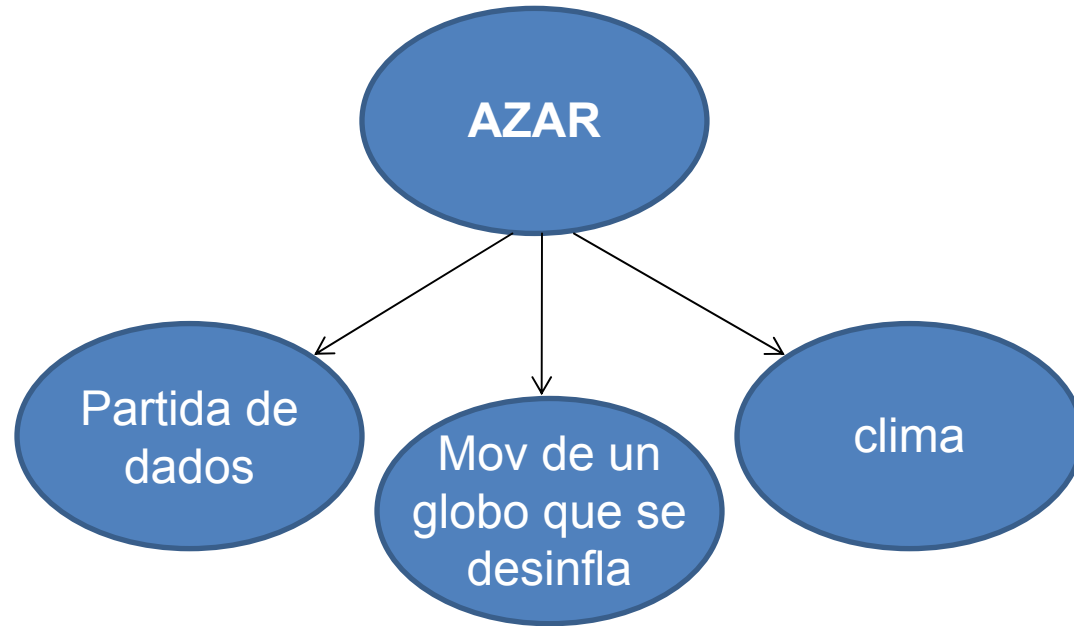 AZAR
Partida de
dados
Mov de un
globo que se
desinfla
clima